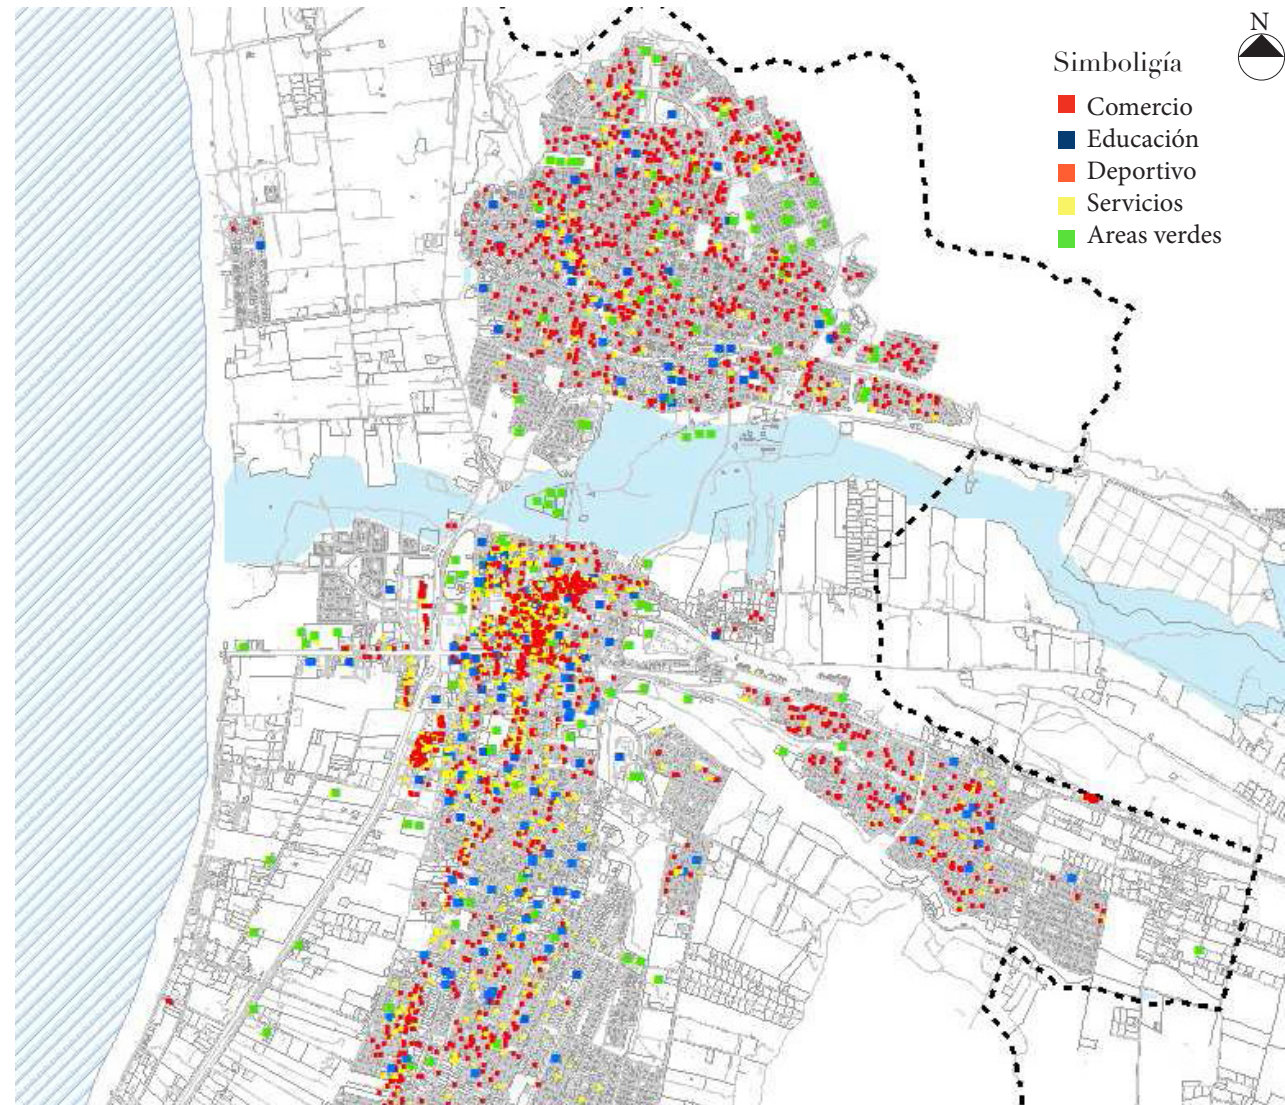 N
Simboligía
Comercio
Educación
Deportivo
Servicios
Areas verdes